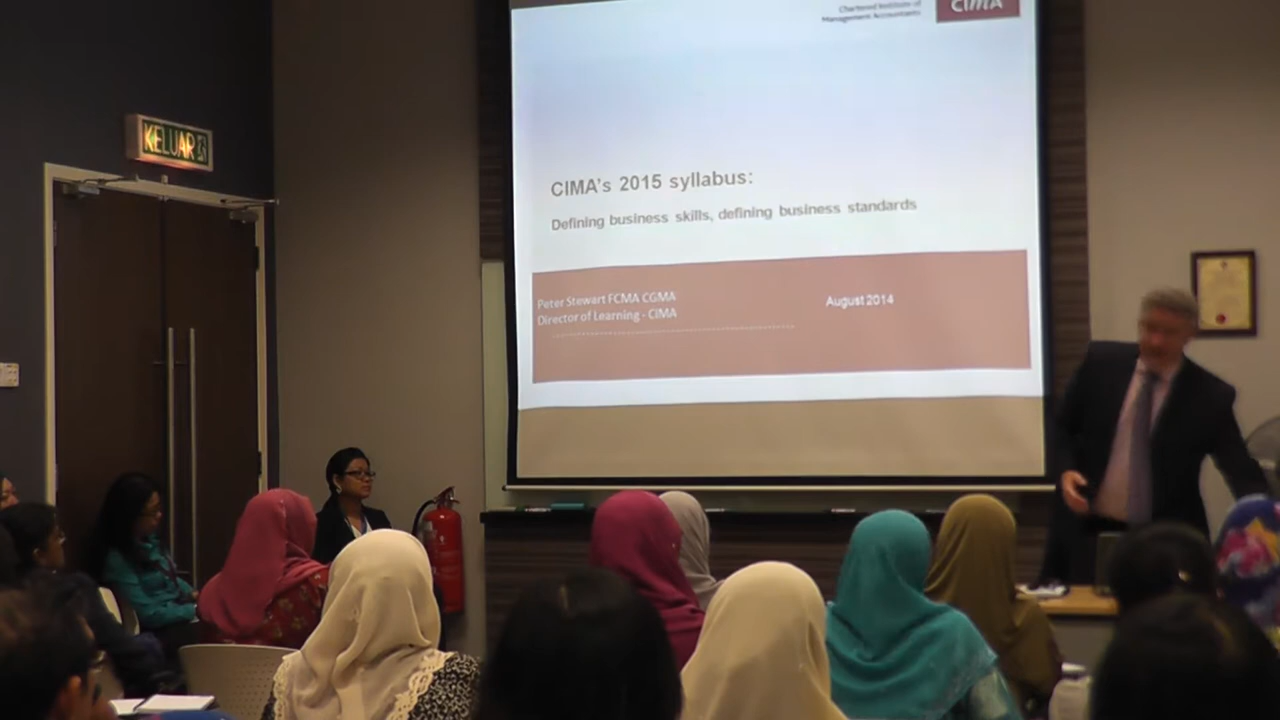 Chartered Institute of
Management Accountants
CIMA
KELUAR
CIMA's 2015 syllabus:
Defining business skills, defining business standards
Peter Stewart FCMA CGMA
August 2014
Director of Learning - CIMA